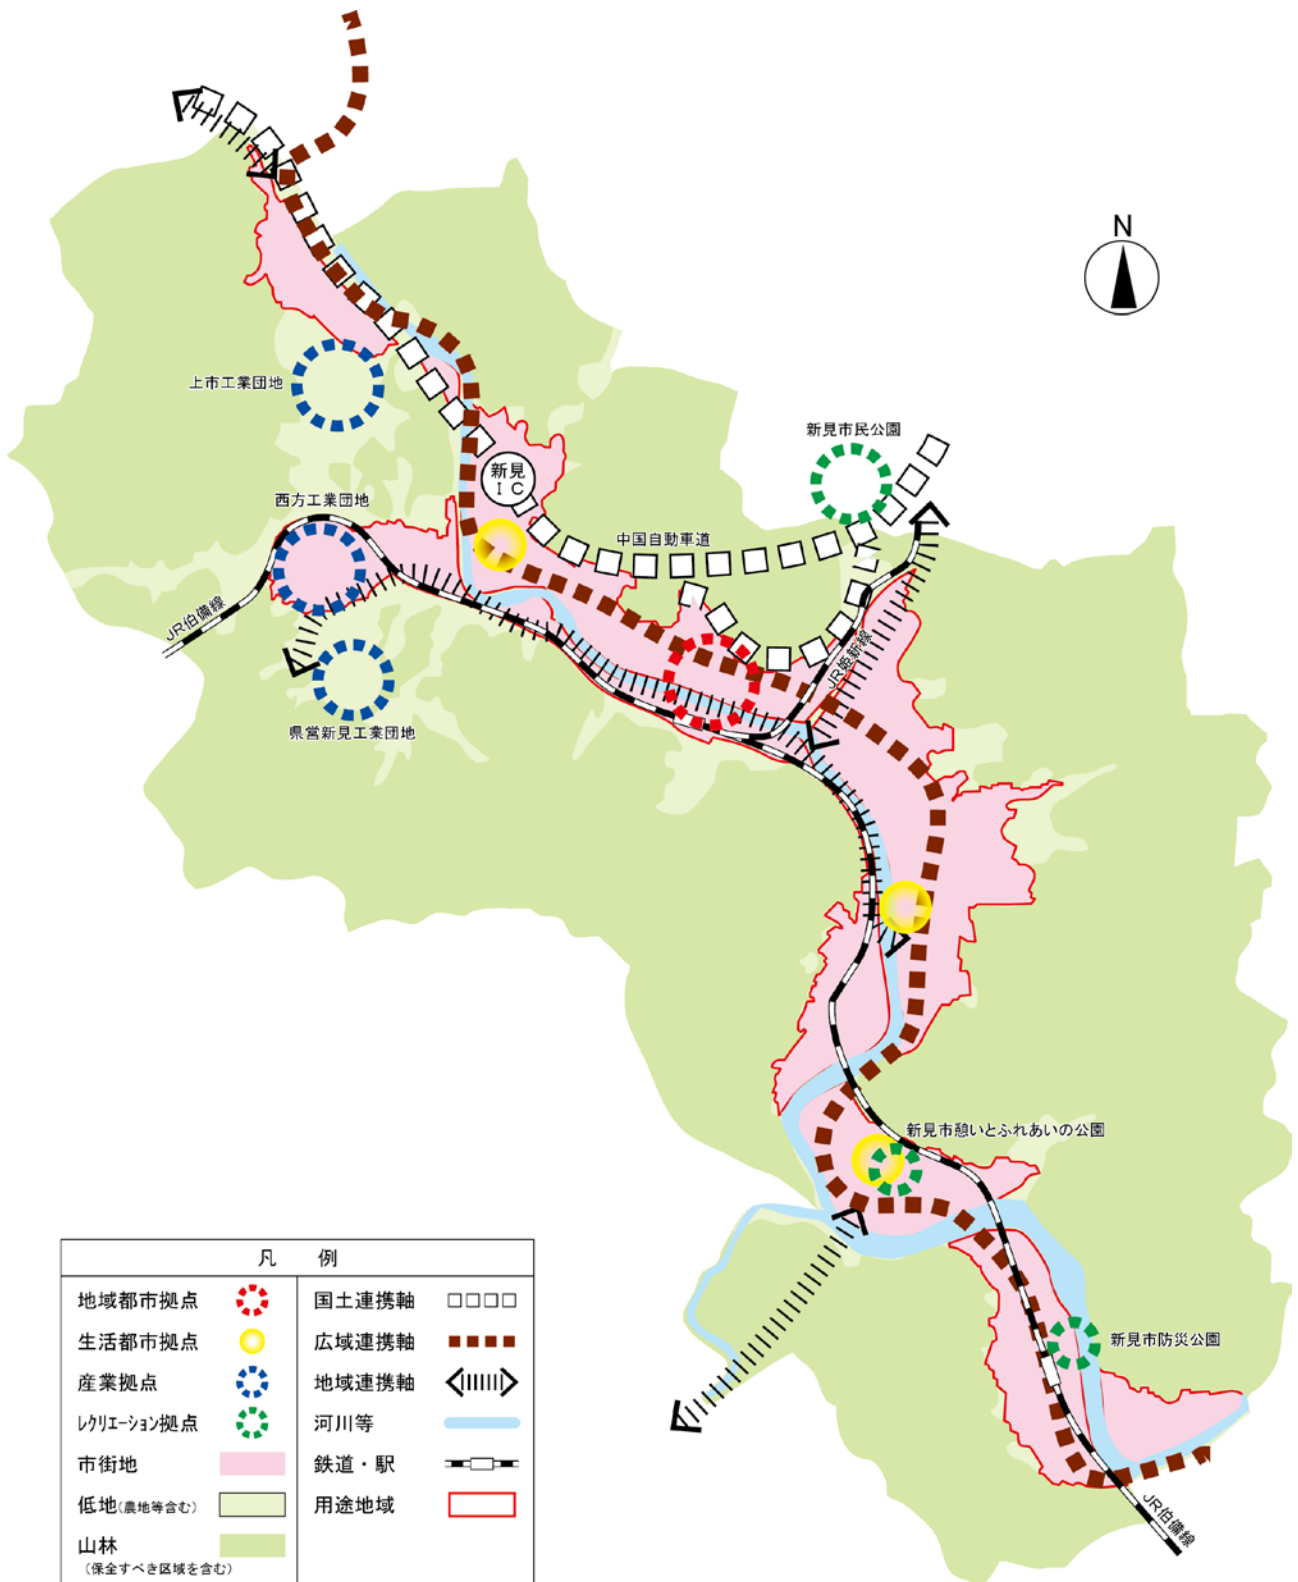 N
上市工業団地
新見市民公園
新見
ＩＣ
西方工業団地
中国自動車道
JR伯備線
JR姫新線
県営新見工業団地
新見市憩いとふれあいの公園
新見市防災公園
JR伯備線
凡 例
地域都市拠点
生活都市拠点
産業拠点
ﾚｸﾘｴｰｼｮﾝ拠点
市街地
低地(農地等含む)
山林
(保全すべき区域を含む)
国土連携軸
広域連携軸
地域連携軸
河川等
鉄道・駅
用途地域